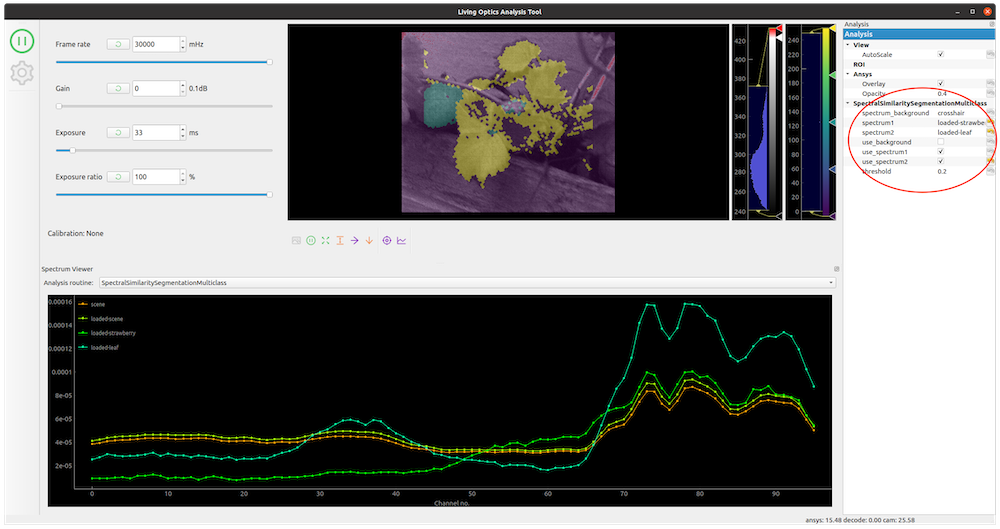 Living Optics Analysis Tool
Frame rate 30000 mHz
Gain 0 0.1dB
Exposure 33 ms
Exposure ratio 100 %
Calibration: None
420
400
380
360
340
320
300
280
260
240
240
220
200
180
160
140
120
100
80
60
40
20
0
Analysis
Analysis
View
AutoScale
ROI
Ansys
Overlay
Opacity 0.4
SpectralSimilaritySegmentationMulticlass
spectrum_background crosshair
spectrum1 loaded-strawbe
spectrum2 loaded-leaf
use_background
use_spectrum1
use_spectrum2
threshold 0.2
Spectrum Viewer
Analysis routine: SpectralSimilaritySegmentationMulticlass
0.00016
0.00014
0.00012
0.0001
8e-05
6e-05
4e-05
2e-05
scene
loaded-scene
loaded-strawberry
loaded-leaf
0 10 20 30 40 50 60 70 80 90
Channel no.
ansys: 15.48 decode: 0.00 cam: 25.58